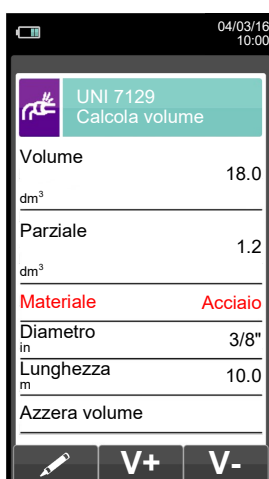 04/03/16
10:00
UNI 7129
Calcola volume
Volume
18.0
dm³
Parziale
1.2
dm³
Materiale Acciaio
Diametro
in
3/8"
Lunghezza
m
10.0
Azzera volume
V+ V-